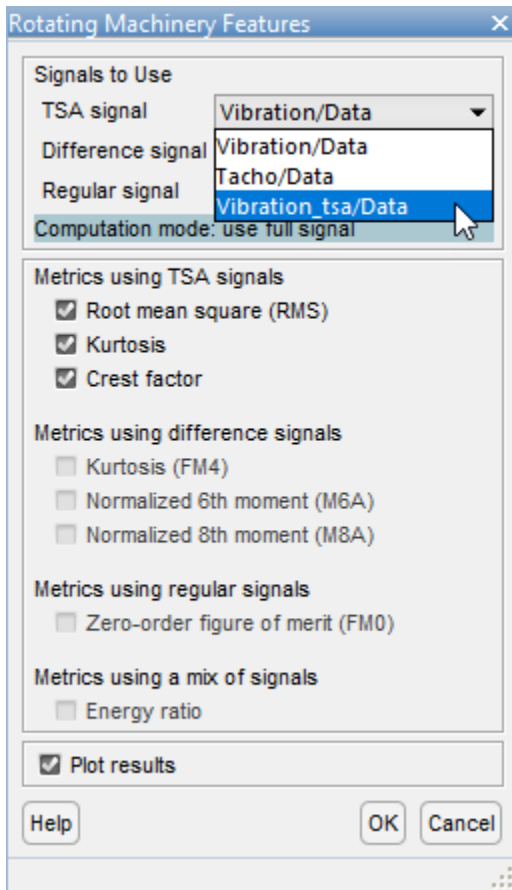 Rotating Machinery Features
Signals to Use
TSA signal Vibration/Data
Difference signal Vibration/Data
Tacho/Data
Regular signal Vibration_tsa/Data
Computation mode: use full signal
Metrics using TSA signals
Root mean square (RMS)
Kurtosis
Crest factor
Metrics using difference signals
Kurtosis (FM4)
Normalized 6th moment (M6A)
Normalized 8th moment (M8A)
Metrics using regular signals
Zero-order figure of merit (FM0)
Metrics using a mix of signals
Energy ratio
Plot results
Help OK Cancel